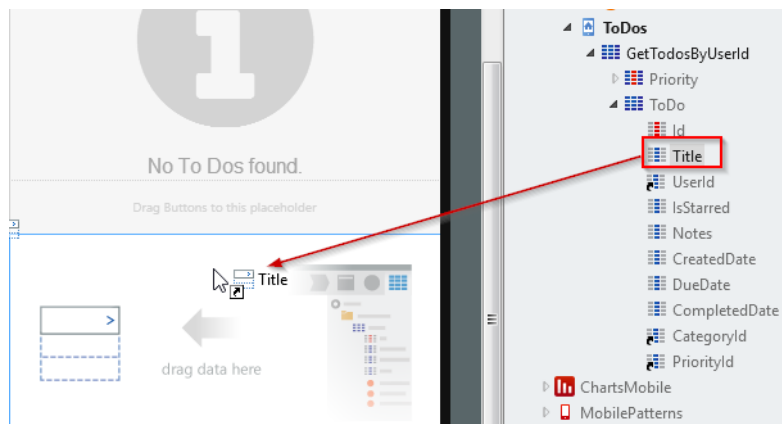 No To Dos found.
Drag Buttons to this placeholder
Title
drag data here
ToDos
GetTodosByUserId
Priority
ToDo
Id
Title
UserId
IsStarred
Notes
CreatedDate
DueDate
CompletedDate
CategoryId
PriorityId
ChartsMobile
MobilePatterns